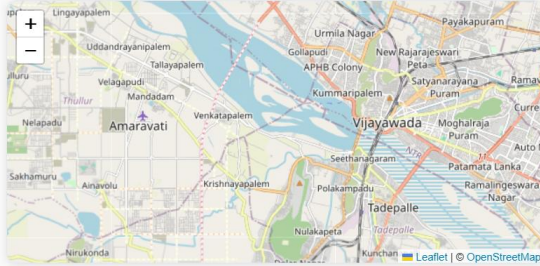 +
−
Lingayapalem
Uddandrayanipalem
Tallayapalem
Velagapudi
Mandadam
Thullur
Nelapadu
Amaravati
Venkatapalem
Sakhamuru
Ainavolu
Krishnayapalem
Nirukonda
Urmila Nagar
Gollapudi
APHB Colony
Kummaripalem
Payakapuram
New Rajarajeswari
Peta
Satyanarayana
Puram
Vijayawada
Moghalraja
Puram
Seethanagaram
NTR
Patamata Lanka
Ramalingeswara
Nagar
Polakampadu
Tadepalle
Tadepalle
Nulakapeta
Kunchan
Leaflet | © OpenStreetMap